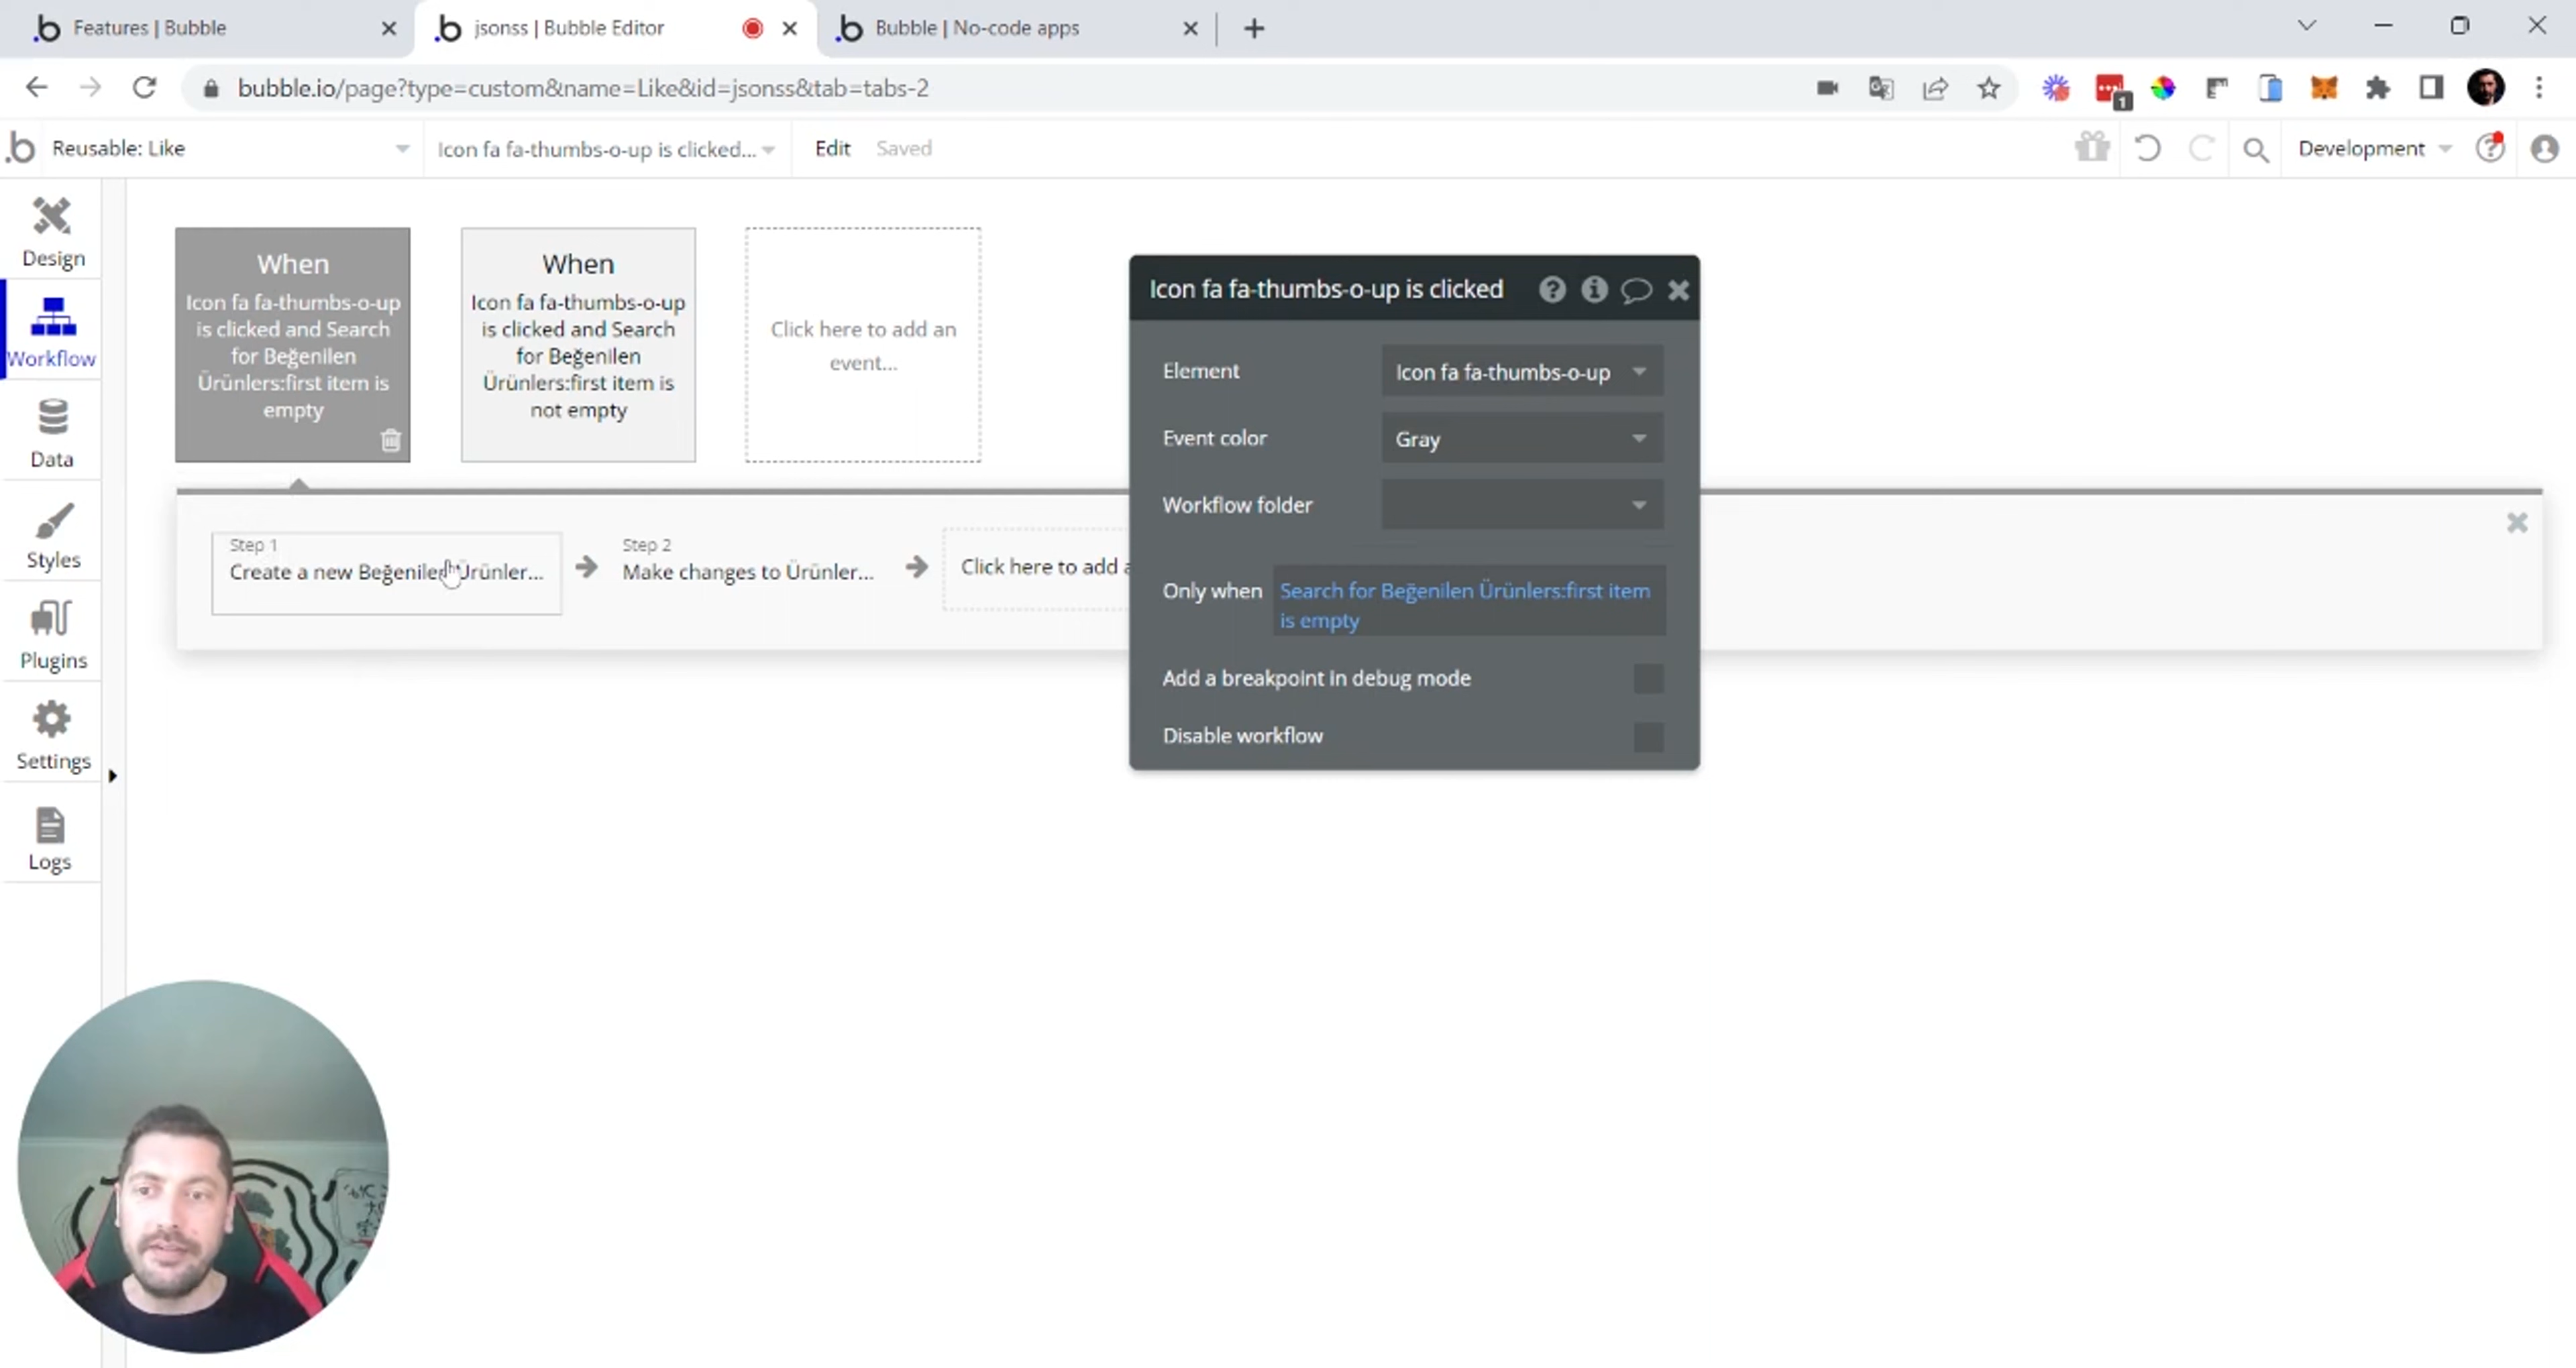 Features | Bubble
jsonss | Bubble Editor
Bubble | No-code apps
bubble.io/page?type=custom&name=Like&id=jsonss&tab=tabs-2
1
Reusable: Like
Icon fa fa-thumbs-o-up is clicked...
Edit
Saved
Development
Design
Workflow
Data
Styles
Plugins
Settings
Logs
When
Icon fa fa-thumbs-o-up
is clicked and Search
for Beğenilen
Ürünlers:first item is
empty
When
Icon fa fa-thumbs-o-up
is clicked and Search
for Beğenilen
Ürünlers:first item is
not empty
Click here to add an
event...
Step 1
Create a new Beğenilen Ürünler...
Step 2
Make changes to Ürünler...
Click here to add
Icon fa fa-thumbs-o-up is clicked
Element
Icon fa fa-thumbs-o-up
Event color
Gray
Workflow folder
Only when
Search for Beğenilen Ürünlers:first item
is empty
Add a breakpoint in debug mode
Disable workflow